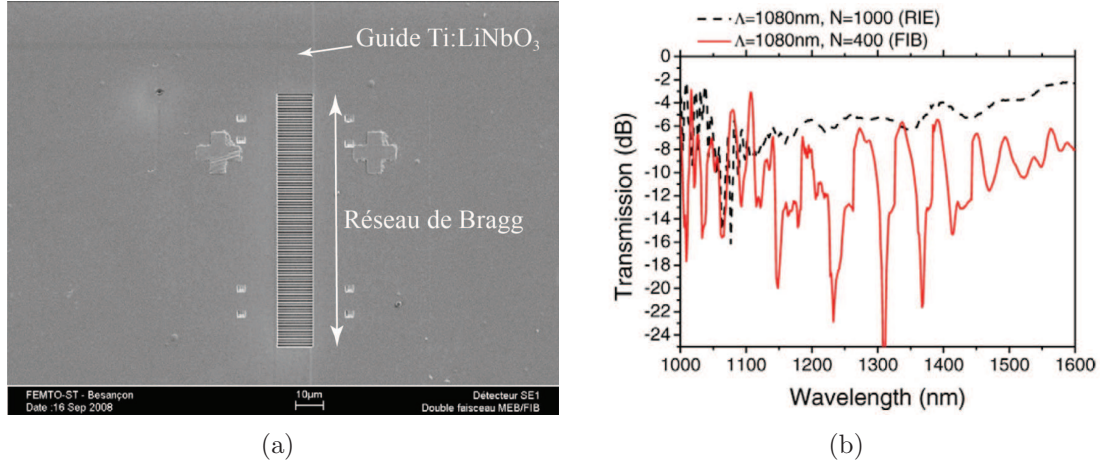 Guide Ti:LiNbO3
Réseau de Bragg
FEMTO-ST - Besançon
Date :16 Sep 2008
10µm
Détecteur SE1
Double faisceau MEB/FIB
(a)
Λ=1080nm, N=1000 (RIE)
Λ=1080nm, N=400 (FIB)
Transmission (dB)
0
-2
-4
-6
-8
-10
-12
-14
-16
-18
-20
-22
-24
1000 1100 1200 1300 1400 1500 1600
Wavelength (nm)
(b)